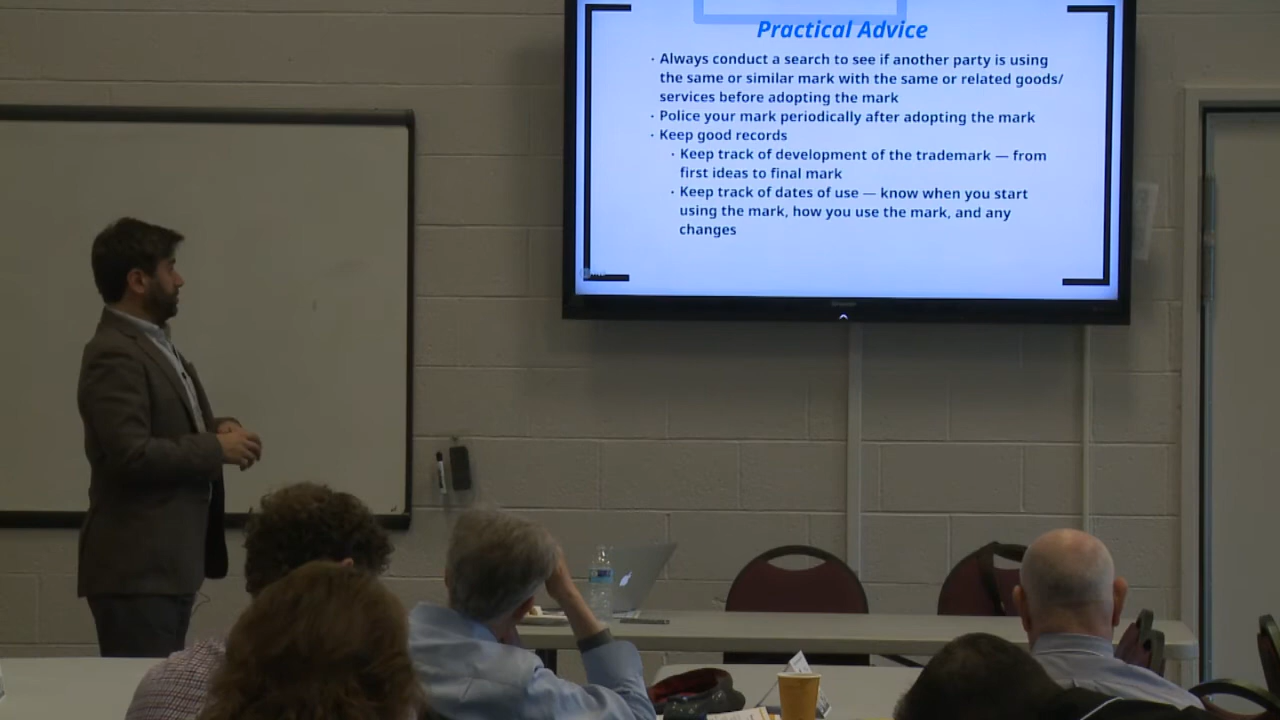 Practical Advice
· Always conduct a search to see if another party is using
the same or similar mark with the same or related goods/
services before adopting the mark
· Police your mark periodically after adopting the mark
· Keep good records
· Keep track of development of the trademark — from
first ideas to final mark
· Keep track of dates of use — know when you start
using the mark, how you use the mark, and any
changes